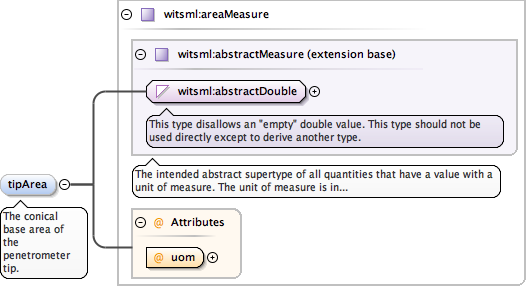 witsml:areaMeasure
witsml:abstractMeasure (extension base)
witsml:abstractDouble
This type disallows an "empty" double value. This type should not be
used directly except to derive another type.
The intended abstract supertype of all quantities that have a value with a
unit of measure. The unit of measure is in...
tipArea
The conical
base area of
the
penetrometer
tip.
@ Attributes
@ uom